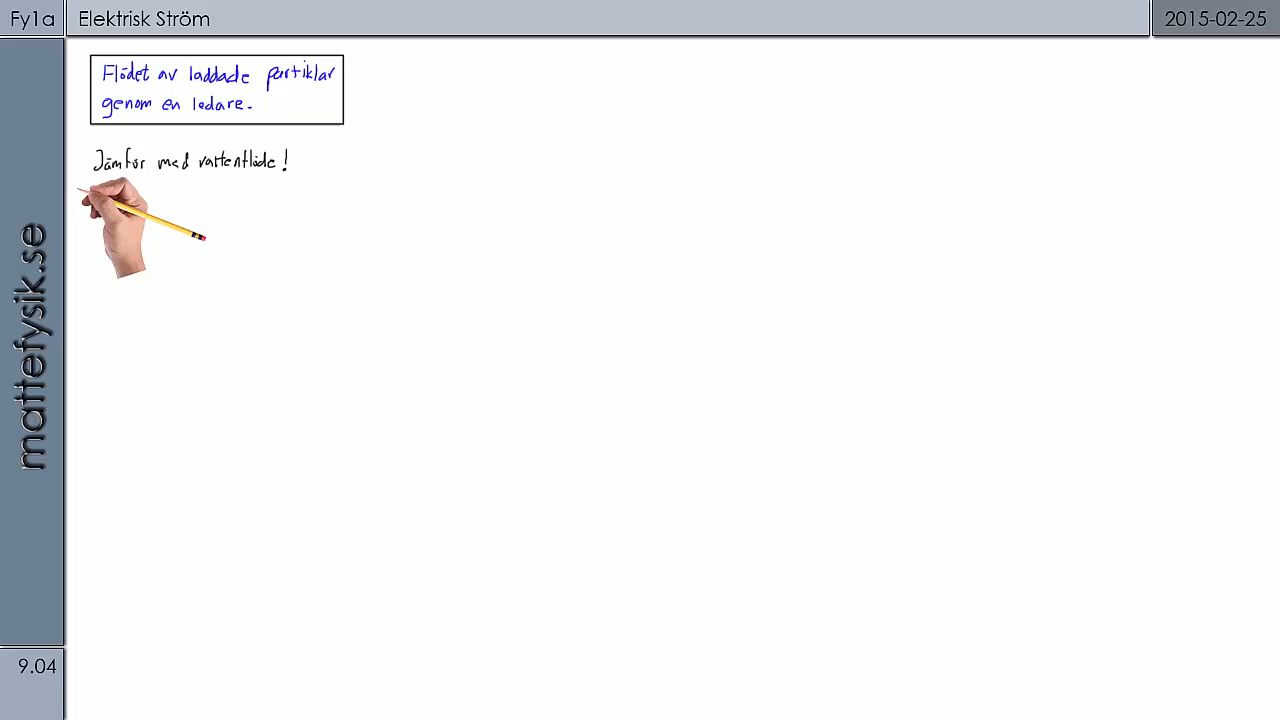 Fy1a
Elektrisk Ström
2015-02-25
Flödet av laddade partiklar
genom en ledare.
Jämför med vattenflöde!
mattefysik.se
9.04